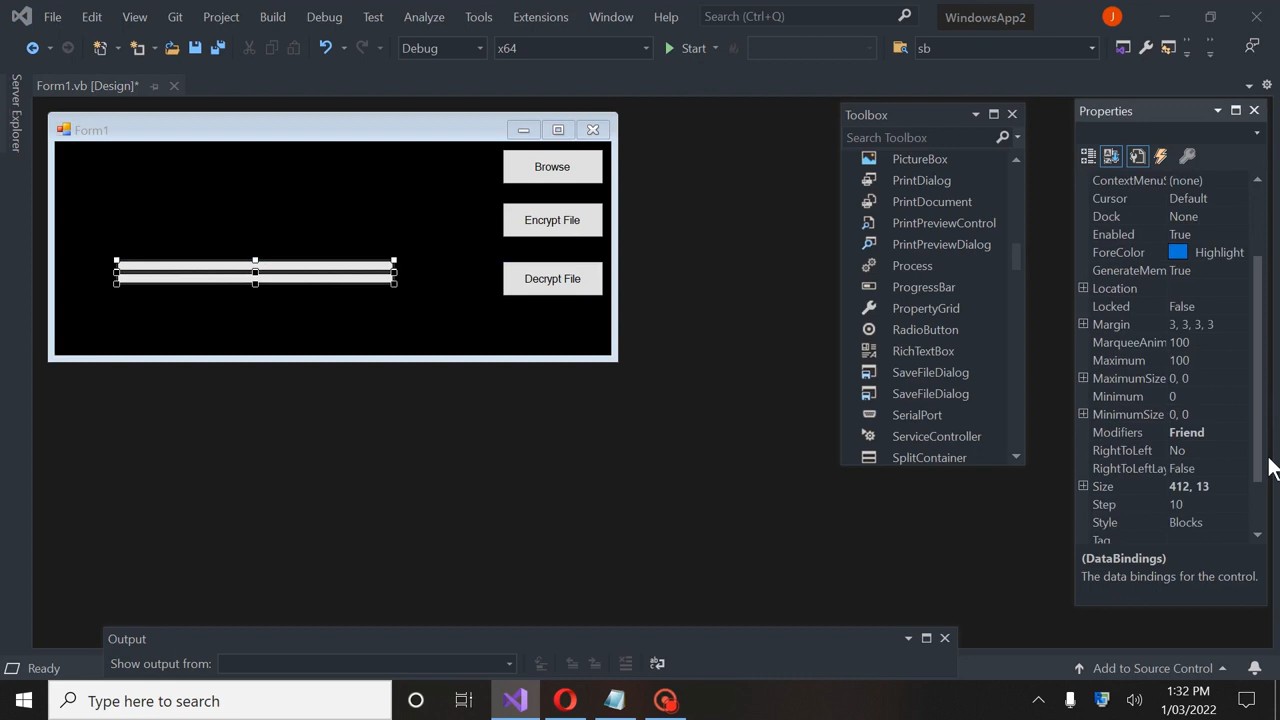 File Edit View Git Project Build Debug Test Analyze Tools Extensions Window Help Search (Ctrl+Q) WindowsApp2 J
Debug x64 Start sb
Form1.vb [Design]*
Server Explorer
Form1
Browse
Encrypt File
Decrypt File
Toolbox
Search Toolbox
PictureBox
PrintDialog
PrintDocument
PrintPreviewControl
PrintPreviewDialog
Process
ProgressBar
PropertyGrid
RadioButton
RichTextBox
SaveFileDialog
SaveFileDialog
SerialPort
ServiceController
SplitContainer
Properties
ContextMenuS (none)
Cursor Default
Dock None
Enabled True
ForeColor Highlight
GenerateMem True
Location
Locked False
Margin 3, 3, 3, 3
MarqueeAnim 100
Maximum 100
MaximumSize 0, 0
Minimum 0
MinimumSize 0, 0
Modifiers Friend
RightToLeft No
RightToLeftLay False
Size 412, 13
Step 10
Style Blocks
Tag
(DataBindings)
The data bindings for the control.
Output
Show output from:
Ready Add to Source Control
Type here to search
1:32 PM
1/03/2022